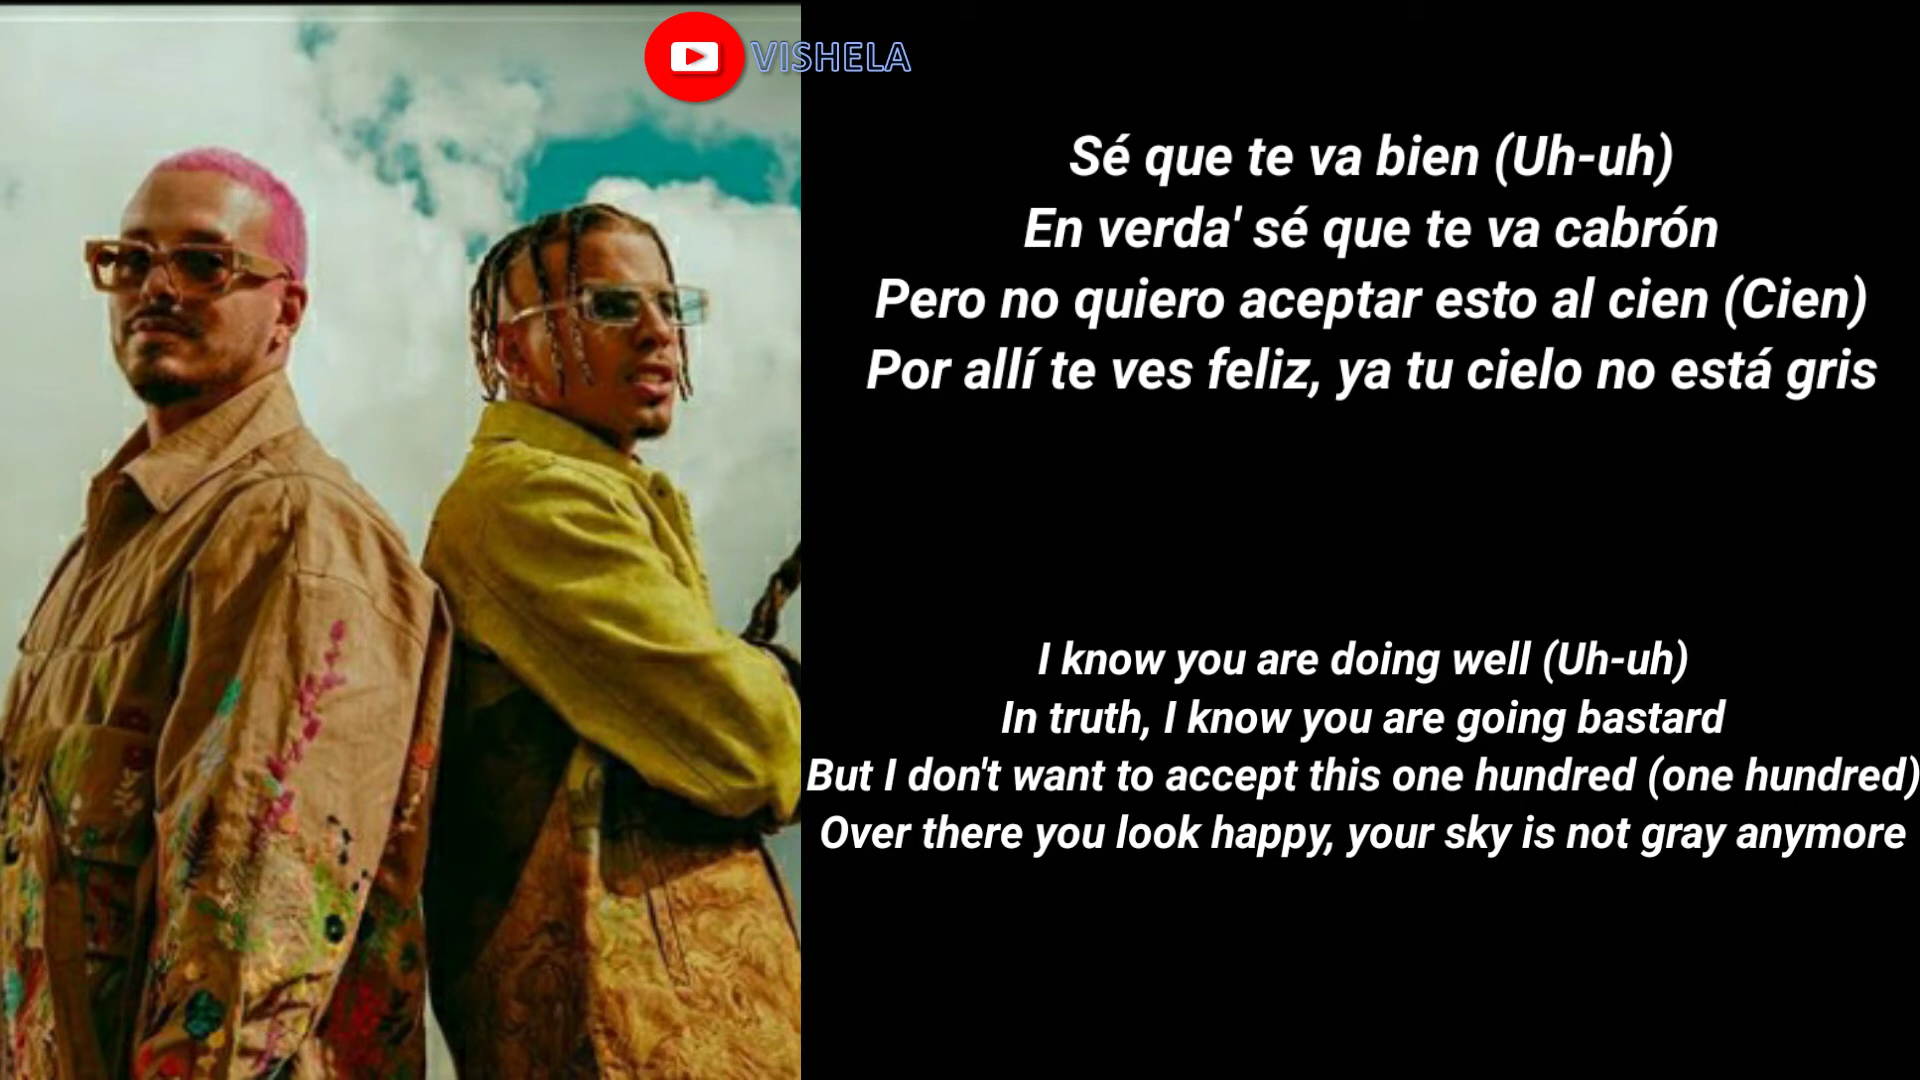 VISHELA
Sé que te va bien (Uh-uh)
En verda' sé que te va cabrón
Pero no quiero aceptar esto al cien (Cien)
Por allí te ves feliz, ya tu cielo no está gris
I know you are doing well (Uh-uh)
In truth, I know you are going bastard
But I don't want to accept this one hundred (one hundred)
Over there you look happy, your sky is not gray anymore